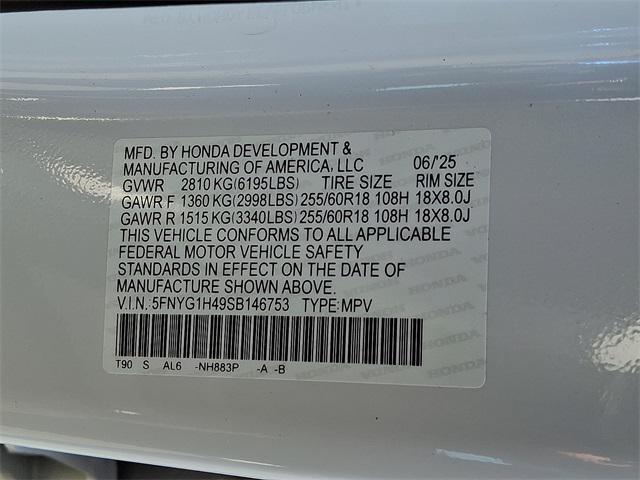 MFD. BY HONDA DEVELOPMENT &
MANUFACTURING OF AMERICA, LLC 06/'25
GVWR 2810 KG(6195LBS) TIRE SIZE RIM SIZE
GAWR F 1360 KG(2998LBS) 255/60R18 108H 18X8.0J
GAWR R 1515 KG(3340LBS) 255/60R18 108H 18X8.0J
THIS VEHICLE CONFORMS TO ALL APPLICABLE
FEDERAL MOTOR VEHICLE SAFETY
STANDARDS IN EFFECT ON THE DATE OF
MANUFACTURE SHOWN ABOVE.
V.I.N.:5FNYG1H49SB146753 TYPE:MPV
T90 S AL6 -NH883P -A -B